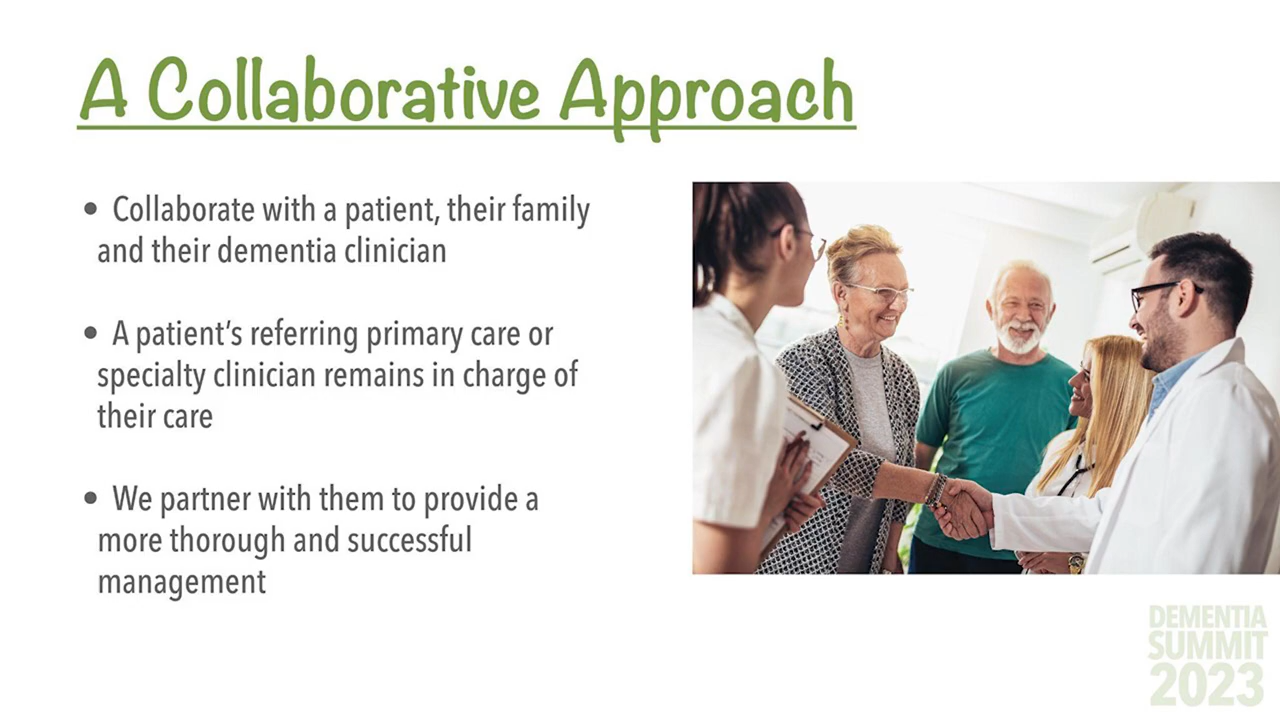 A Collaborative Approach
• Collaborate with a patient, their family
and their dementia clinician
• A patient’s referring primary care or
specialty clinician remains in charge of
their care
• We partner with them to provide a
more thorough and successful
management
DEMENTIA
SUMMIT
2023